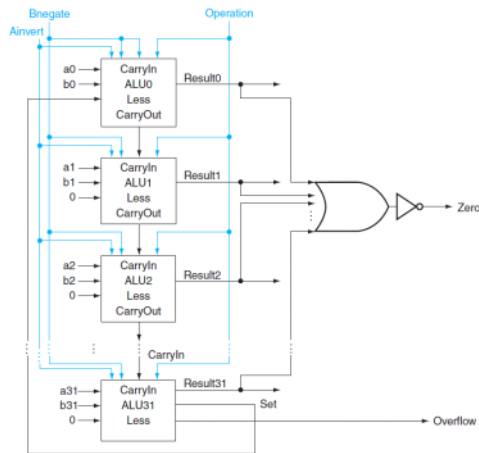 Bnegate Operation
Ainvert
a0 CarryIn Result0
b0 ALU0
Less
CarryOut
a1 CarryIn Result1
b1 ALU1
0 Less
CarryOut
Zero
a2 CarryIn Result2
b2 ALU2
0 Less
CarryOut
CarryIn
a31 CarryIn Result31
b31 ALU31 Set
0 Less Overflow